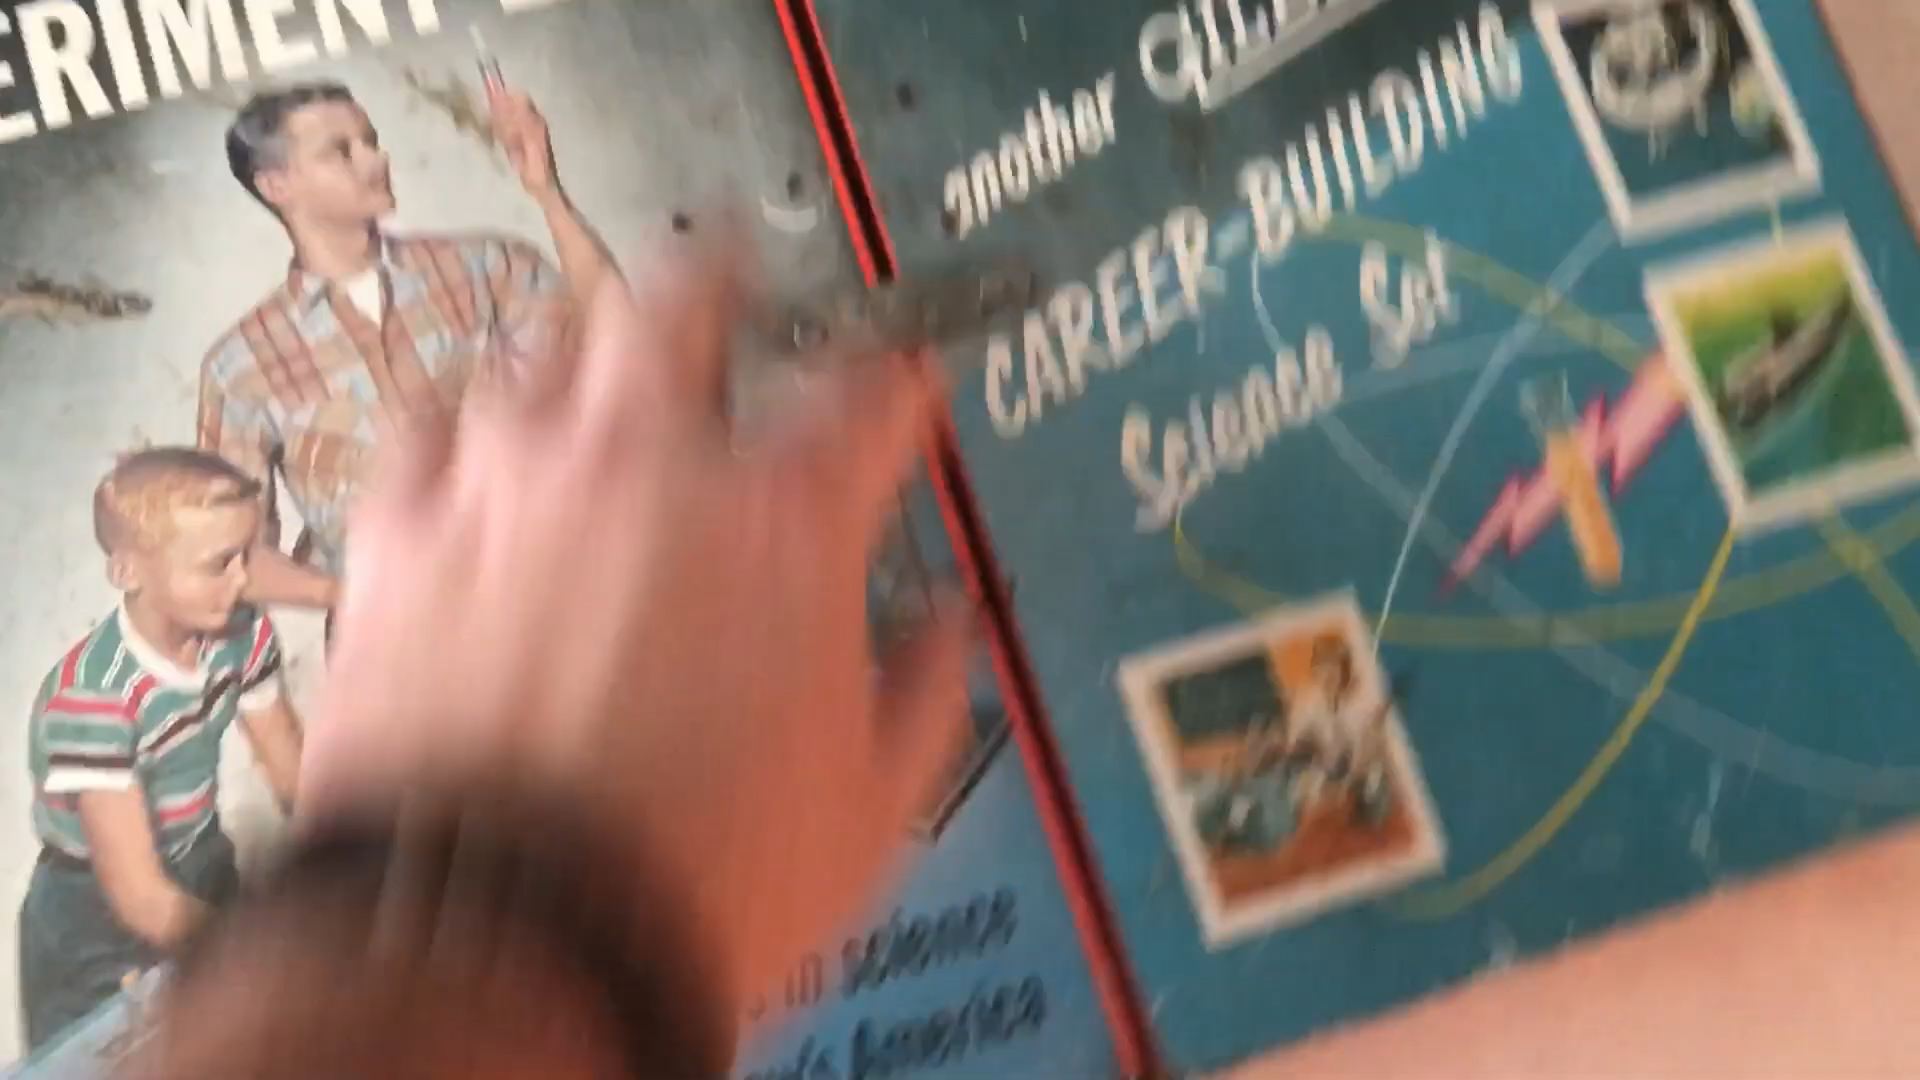 ERIMENT
another
CAREER-BUILDING
Science Set
in science
America